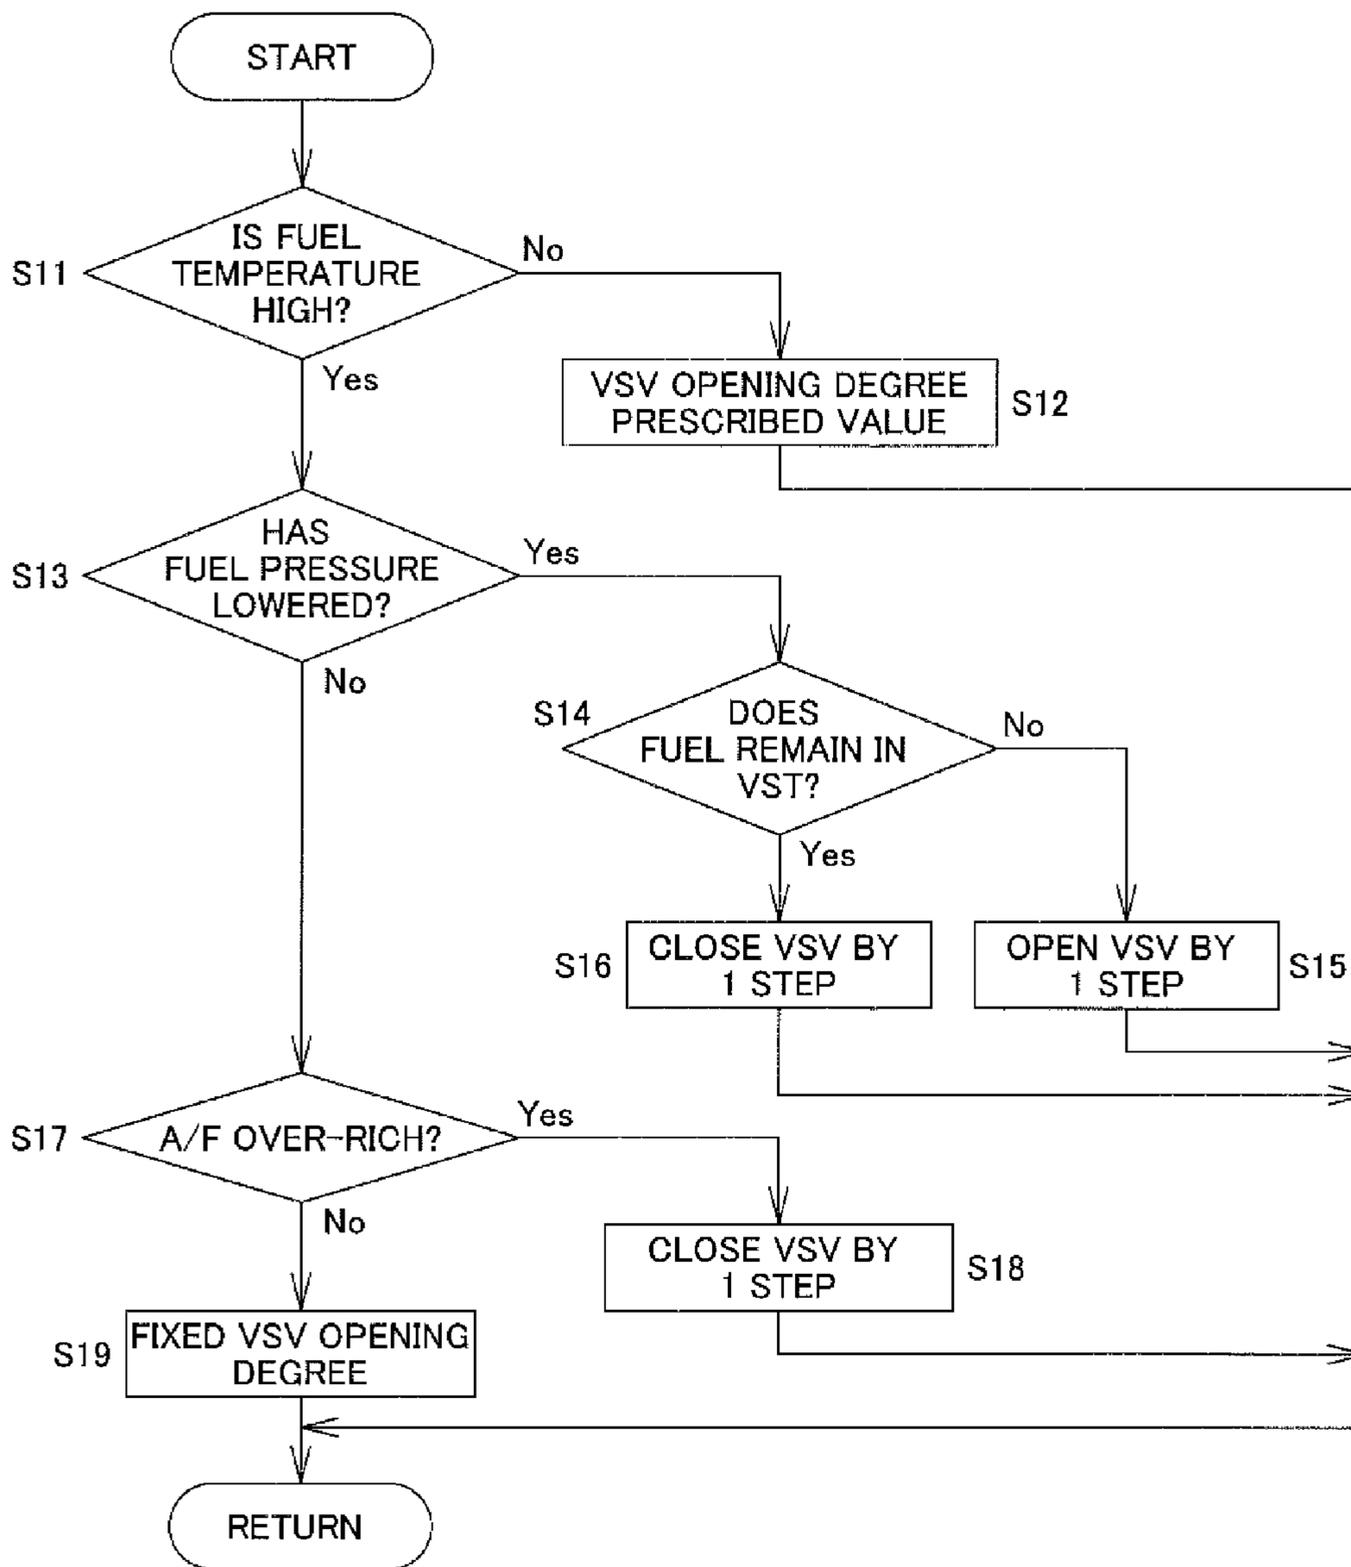 START
IS FUEL
TEMPERATURE
HIGH?
S11
No
Yes
VSV OPENING DEGREE
PRESCRIBED VALUE
S12
HAS
FUEL PRESSURE
LOWERED?
S13
Yes
No
S14
DOES
FUEL REMAIN IN
VST?
No
Yes
S16
CLOSE VSV BY
1 STEP
OPEN VSV BY
1 STEP
S15
S17
A/F OVER-RICH?
Yes
No
CLOSE VSV BY
1 STEP
S18
S19
FIXED VSV OPENING
DEGREE
RETURN